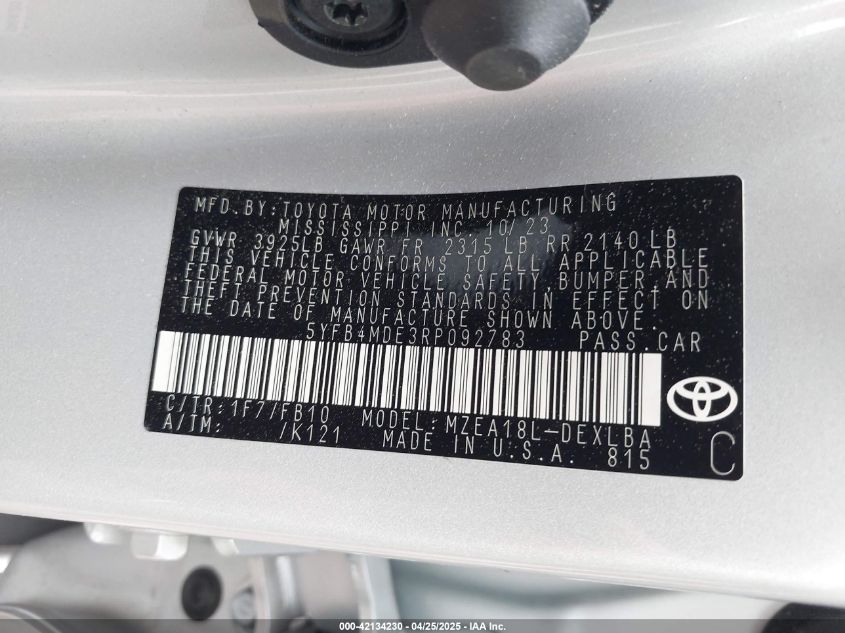 MFD.BY:TOYOTA MOTOR MANUFACTURING
MISSISSIPPI INC. 10/23
GVWR 3925LB GAWR FR 2315 LB RR 2140 LB
THIS VEHICLE CONFORMS TO ALL APPLICABLE
FEDERAL MOTOR VEHICLE SAFETY,BUMPER,AND
THEFT PREVENTION STANDARDS IN EFFECT ON
THE DATE OF MANUFACTURE SHOWN ABOVE.
5YFB4MDE3RP092783 PASS.CAR
C/TR:1F7/FB10 MODEL:MZEA18L-DEXLBA
A/TM: /K121 MADE IN U.S.A. 815
C
000-42134230 - 04/25/2025 - IAA Inc.